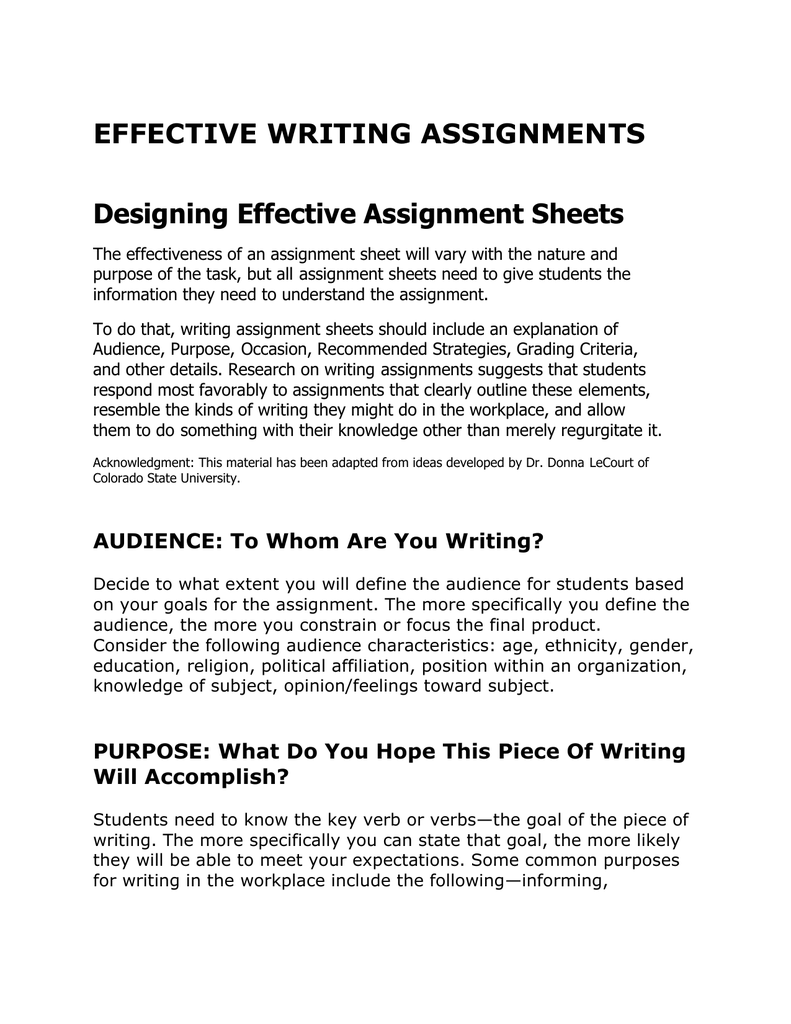 EFFECTIVE WRITING ASSIGNMENTS
Designing Effective Assignment Sheets
The effectiveness of an assignment sheet will vary with the nature and
purpose of the task, but all assignment sheets need to give students the
information they need to understand the assignment.
To do that, writing assignment sheets should include an explanation of
Audience, Purpose, Occasion, Recommended Strategies, Grading Criteria,
and other details. Research on writing assignments suggests that students
respond most favorably to assignments that clearly outline these elements,
resemble the kinds of writing they might do in the workplace, and allow
them to do something with their knowledge other than merely regurgitate it.
Acknowledgment: This material has been adapted from ideas developed by Dr. Donna LeCourt of
Colorado State University.
AUDIENCE: To Whom Are You Writing?
Decide to what extent you will define the audience for students based
on your goals for the assignment. The more specifically you define the
audience, the more you constrain or focus the final product.
Consider the following audience characteristics: age, ethnicity, gender,
education, religion, political affiliation, position within an organization,
knowledge of subject, opinion/feelings toward subject.
PURPOSE: What Do You Hope This Piece Of Writing
Will Accomplish?
Students need to know the key verb or verbs—the goal of the piece of
writing. The more specifically you can state that goal, the more likely
they will be able to meet your expectations. Some common purposes
for writing in the workplace include the following—informing,